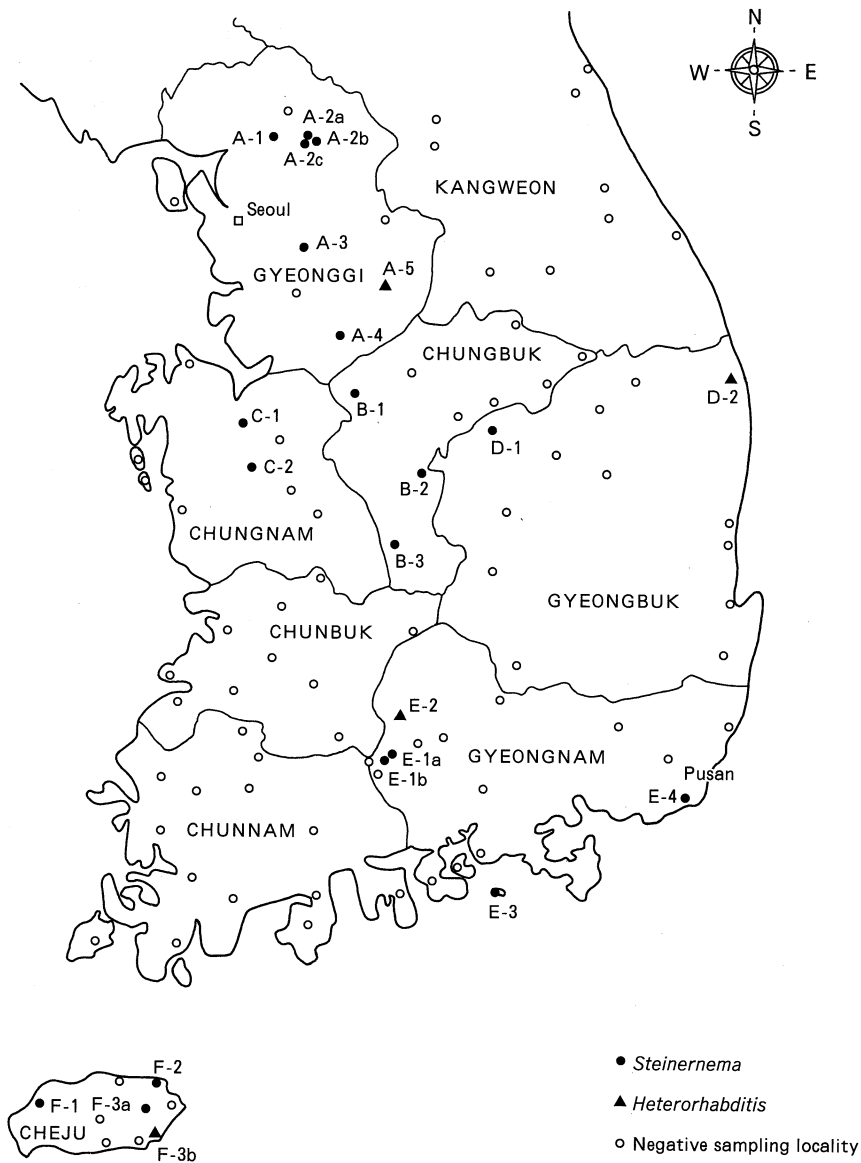 N
W E
S
A-2a
A-1 A-2b
A-2c
KANGWEON
Seoul
A-3
A-5
GYEONGGI
A-4
CHUNGBUK
D-2
B-1
C-1
D-1
C-2
B-2
CHUNGNAM
B-3
GYEONGBUK
CHUNBUK
E-2
E-1a
GYEONGNAM
E-1b
Pusan
E-4
CHUNNAM
E-3
F-2
F-1 F-3a
CHEJU
F-3b
Steinernema
Heterorhabditis
Negative sampling locality